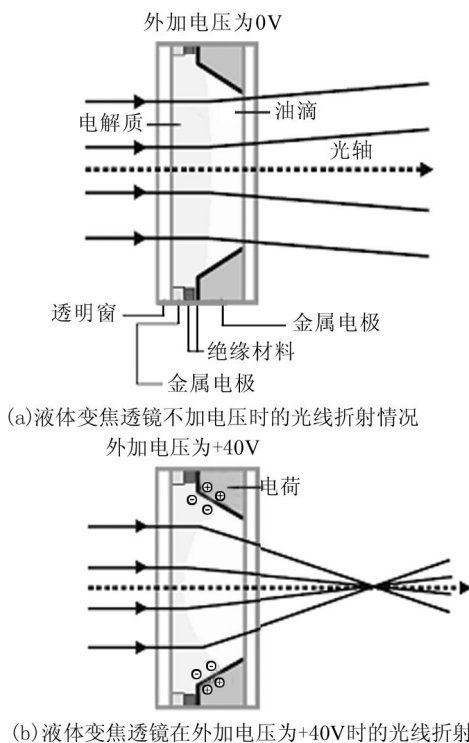 外加电压为0V
电解质
油滴
光轴
透明窗
金属电极
绝缘材料
金属电极
(a)液体变焦透镜不加电压时的光线折射情况
外加电压为+40V
电荷
(b)液体变焦透镜在外加电压为+40V时的光线折射